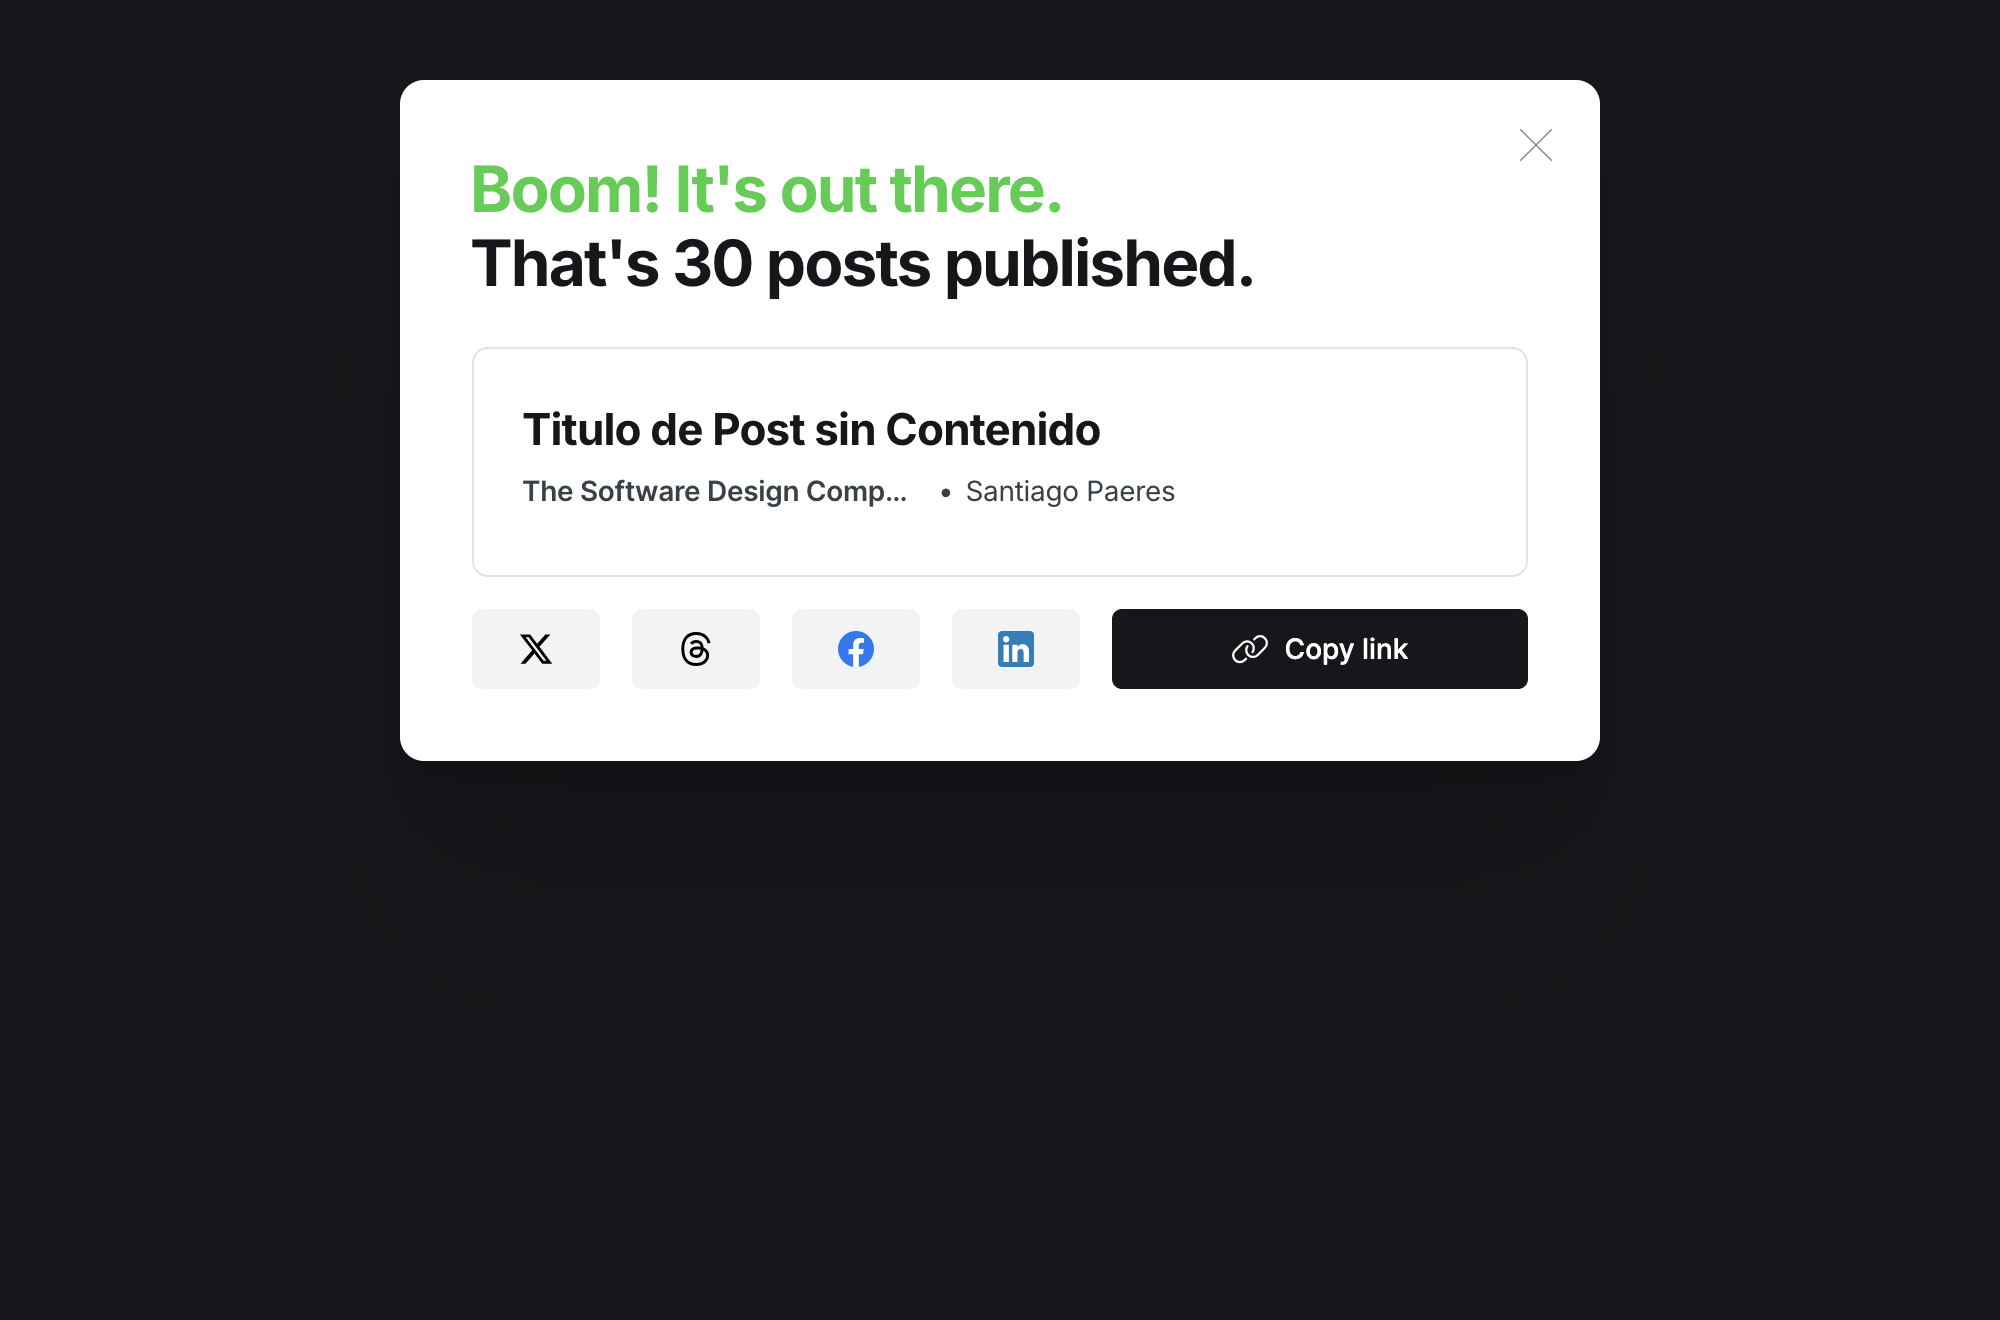 Boom! It's out there.
That's 30 posts published.
Titulo de Post sin Contenido
The Software Design Comp... • Santiago Paeres
Copy link